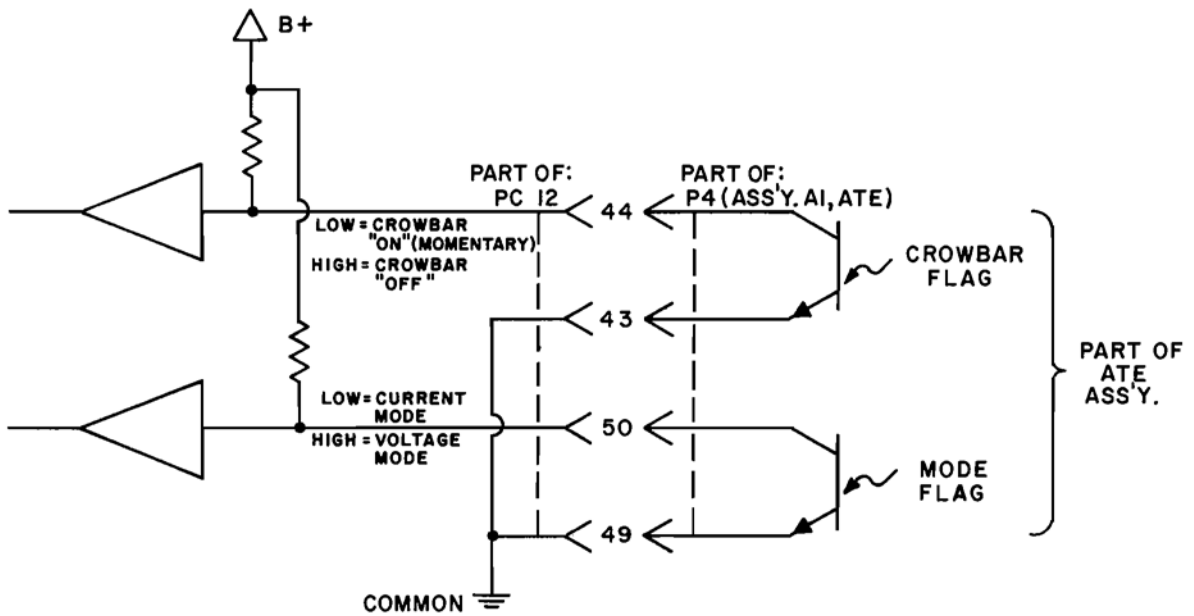 B+
PART OF:
PC 12
PART OF:
P4 (ASS'Y. A1, ATE)
44
LOW = CROWBAR
"ON" (MOMENTARY)
HIGH = CROWBAR
"OFF"
CROWBAR
FLAG
43
PART OF
ATE
ASS'Y.
LOW = CURRENT
MODE
50
HIGH = VOLTAGE
MODE
MODE
FLAG
49
COMMON